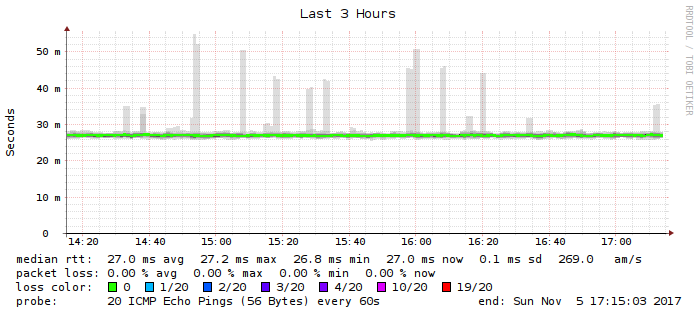 Last 3 Hours
RRDTOOL / TOBI OETIKER
Seconds
50 m
40 m
30 m
20 m
10 m
0
14:20 14:40 15:00 15:20 15:40 16:00 16:20 16:40 17:00
median rtt: 27.0 ms avg 27.2 ms max 26.8 ms min 27.0 ms now 0.1 ms sd 269.0 am/s
packet loss: 0.00 % avg 0.00 % max 0.00 % min 0.00 % now
loss color: 0 1/20 2/20 3/20 4/20 10/20 19/20
probe: 20 ICMP Echo Pings (56 Bytes) every 60s end: Sun Nov 5 17:15:03 2017